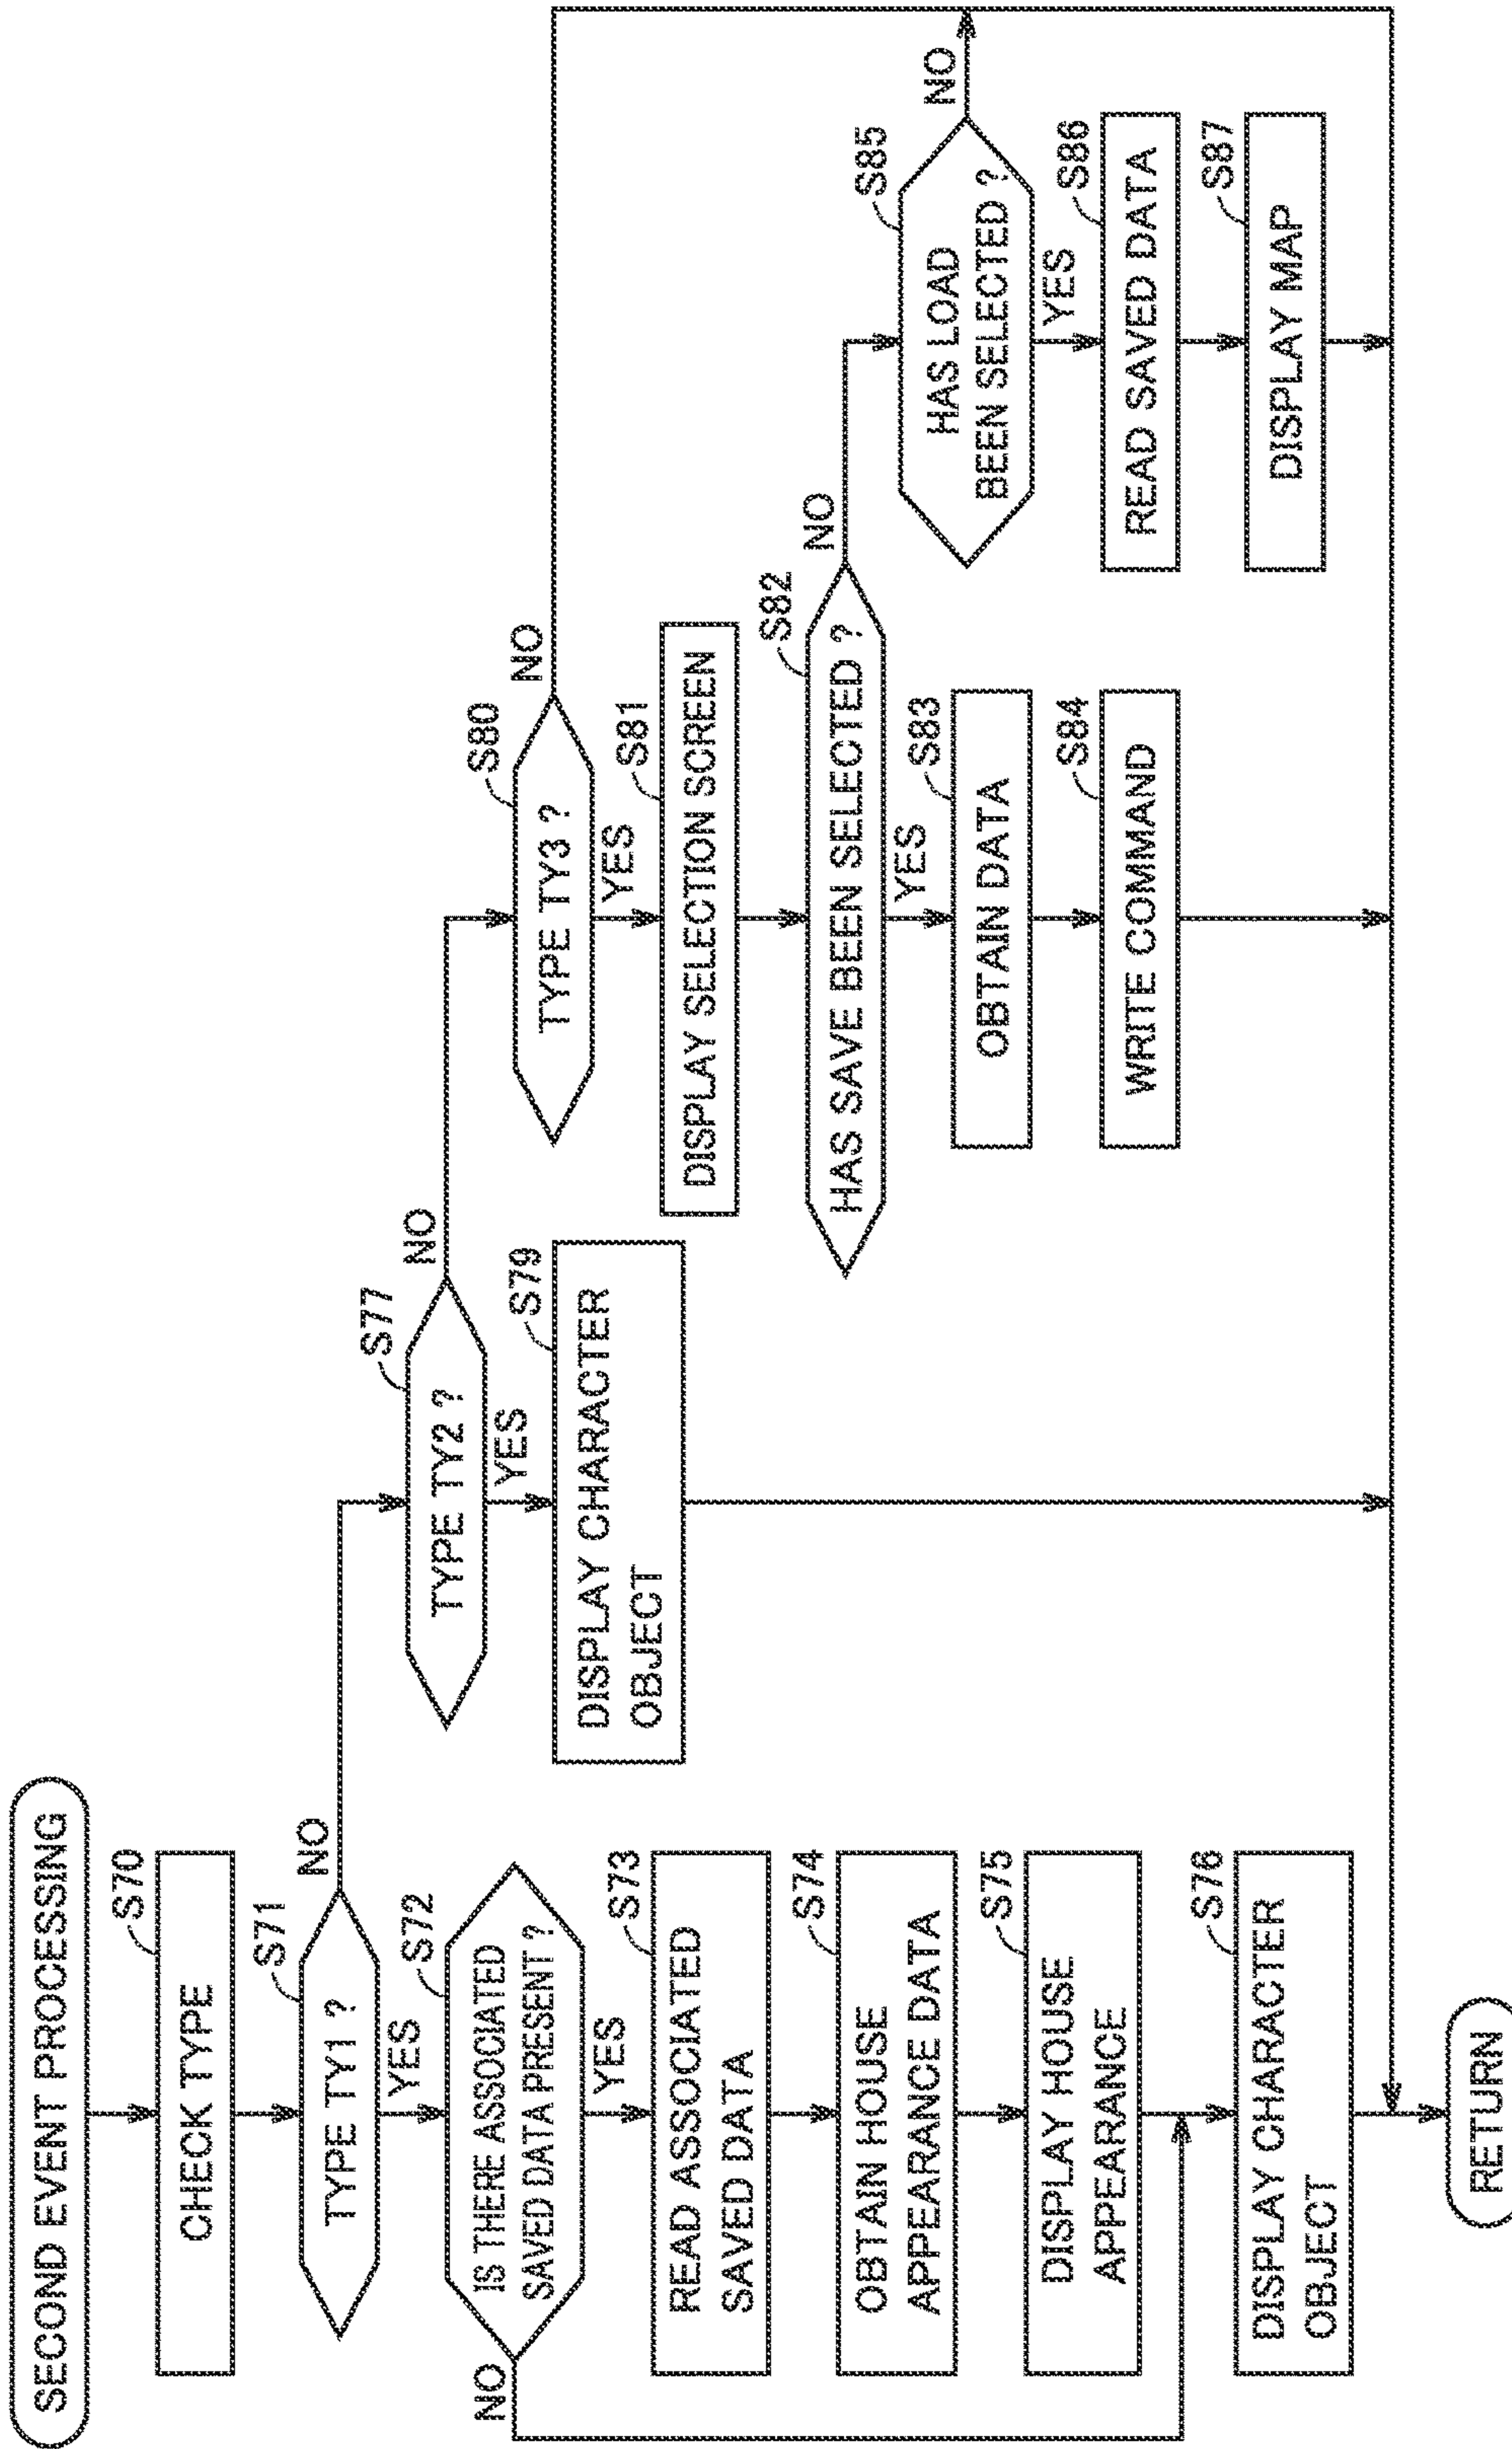 SECOND EVENT PROCESSING
S70
CHECK TYPE
S71
TYPE TY1 ?
NO
YES
S72
IS THERE ASSOCIATED
SAVED DATA PRESENT ?
NO
YES
S73
READ ASSOCIATED
SAVED DATA
S74
OBTAIN HOUSE
APPEARANCE DATA
S75
DISPLAY HOUSE
APPEARANCE
S76
DISPLAY CHARACTER
OBJECT
RETURN
S77
TYPE TY2 ?
NO
YES
S79
DISPLAY CHARACTER
OBJECT
S80
TYPE TY3 ?
NO
YES
S81
DISPLAY SELECTION SCREEN
S82
HAS SAVE BEEN SELECTED ?
NO
YES
S83
OBTAIN DATA
S84
WRITE COMMAND
S85
HAS LOAD
BEEN SELECTED ?
NO
YES
S86
READ SAVED DATA
S87
DISPLAY MAP